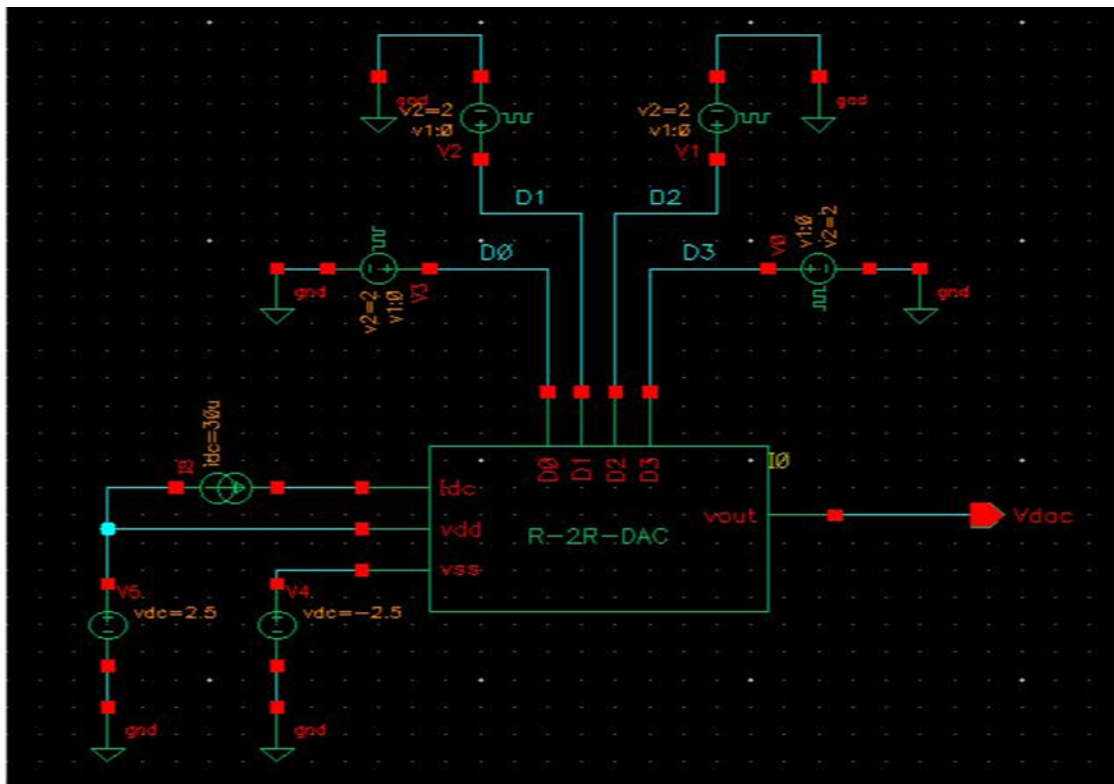 gnd
v2=2
v1:0
V2
v2=2
v1:0
V1
gnd
D1
D2
D0
D3
gnd
v2=2
v1:0
V3
V0
v1:0
v2=2
gnd
idc=30u
D0
D1
D2
D3
I0
Idc
vdd
vss
R-2R-DAC
vout
Vdac
vdc=2.5
V4
vdc=-2.5
gnd
gnd